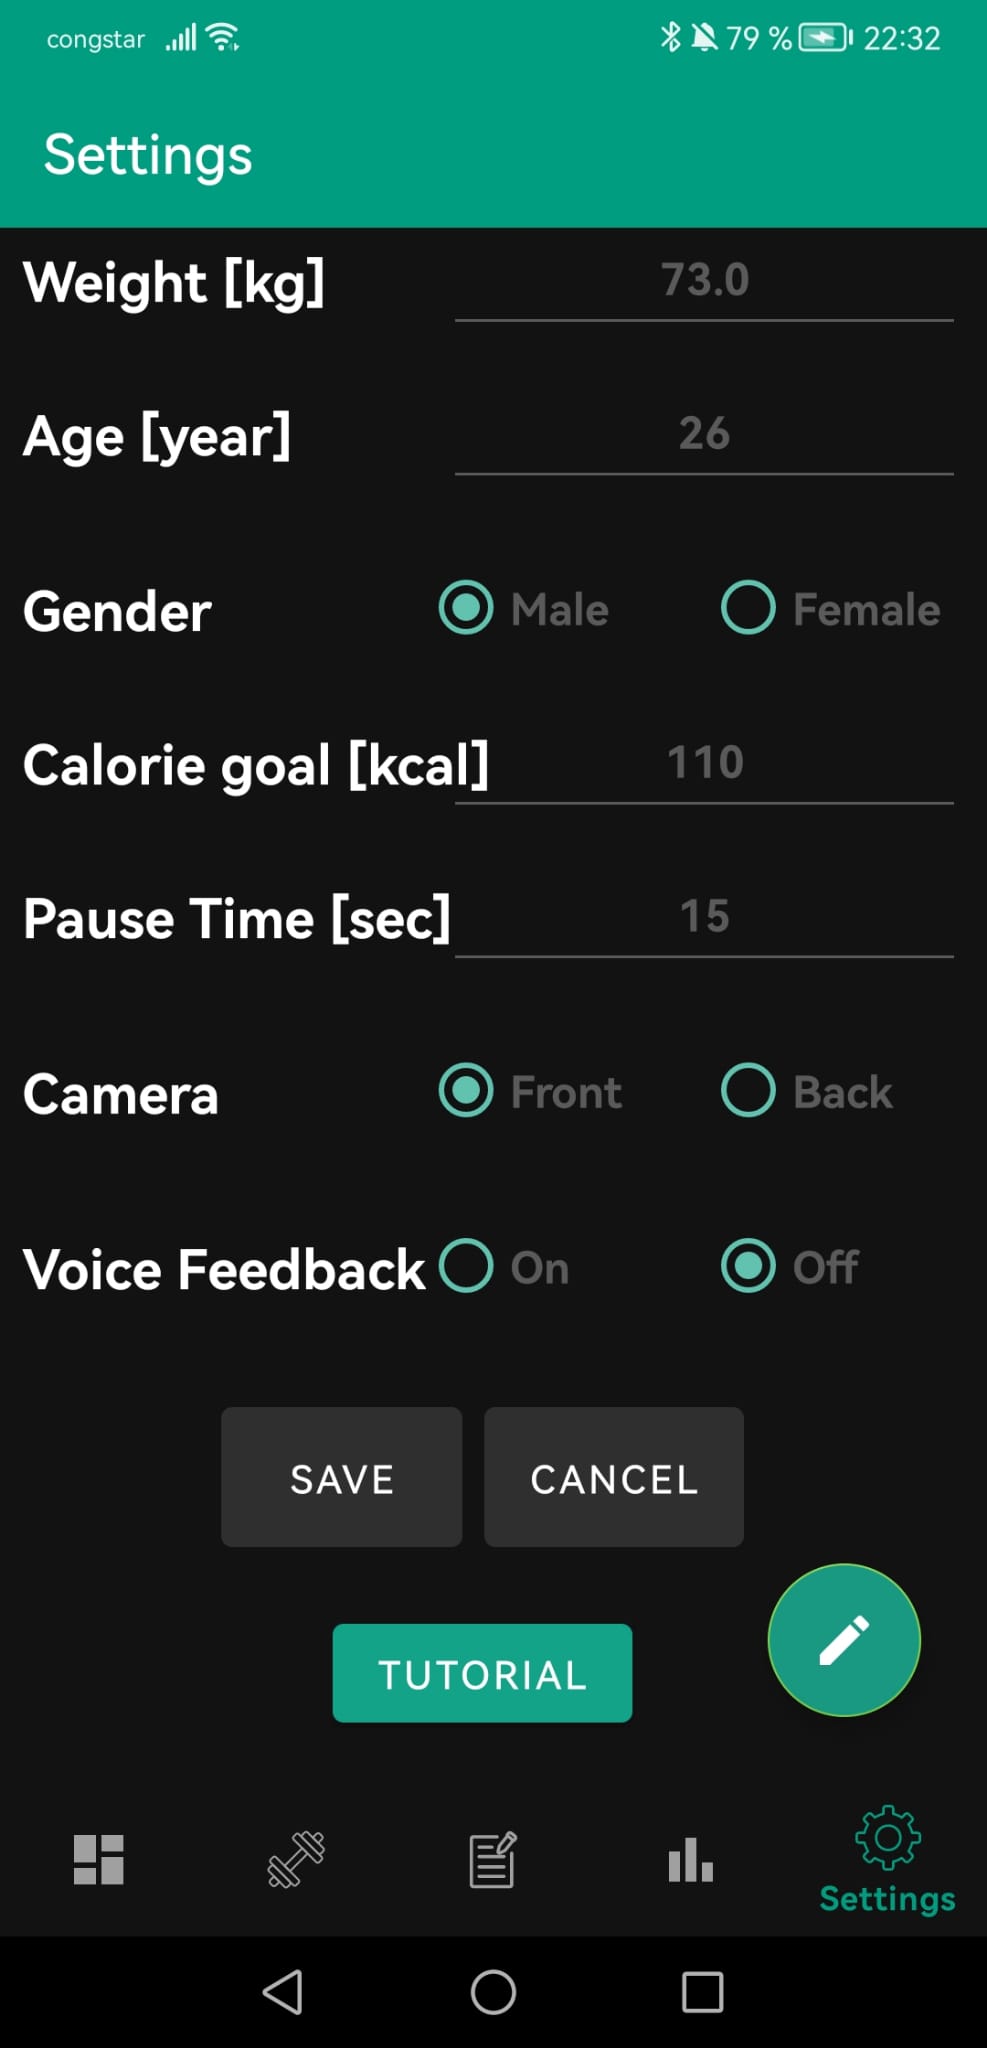 congstar 79 % 22:32
Settings
Weight [kg] 73.0
Age [year] 26
Gender Male Female
Calorie goal [kcal] 110
Pause Time [sec] 15
Camera Front Back
Voice Feedback On Off
SAVE CANCEL
TUTORIAL
Settings